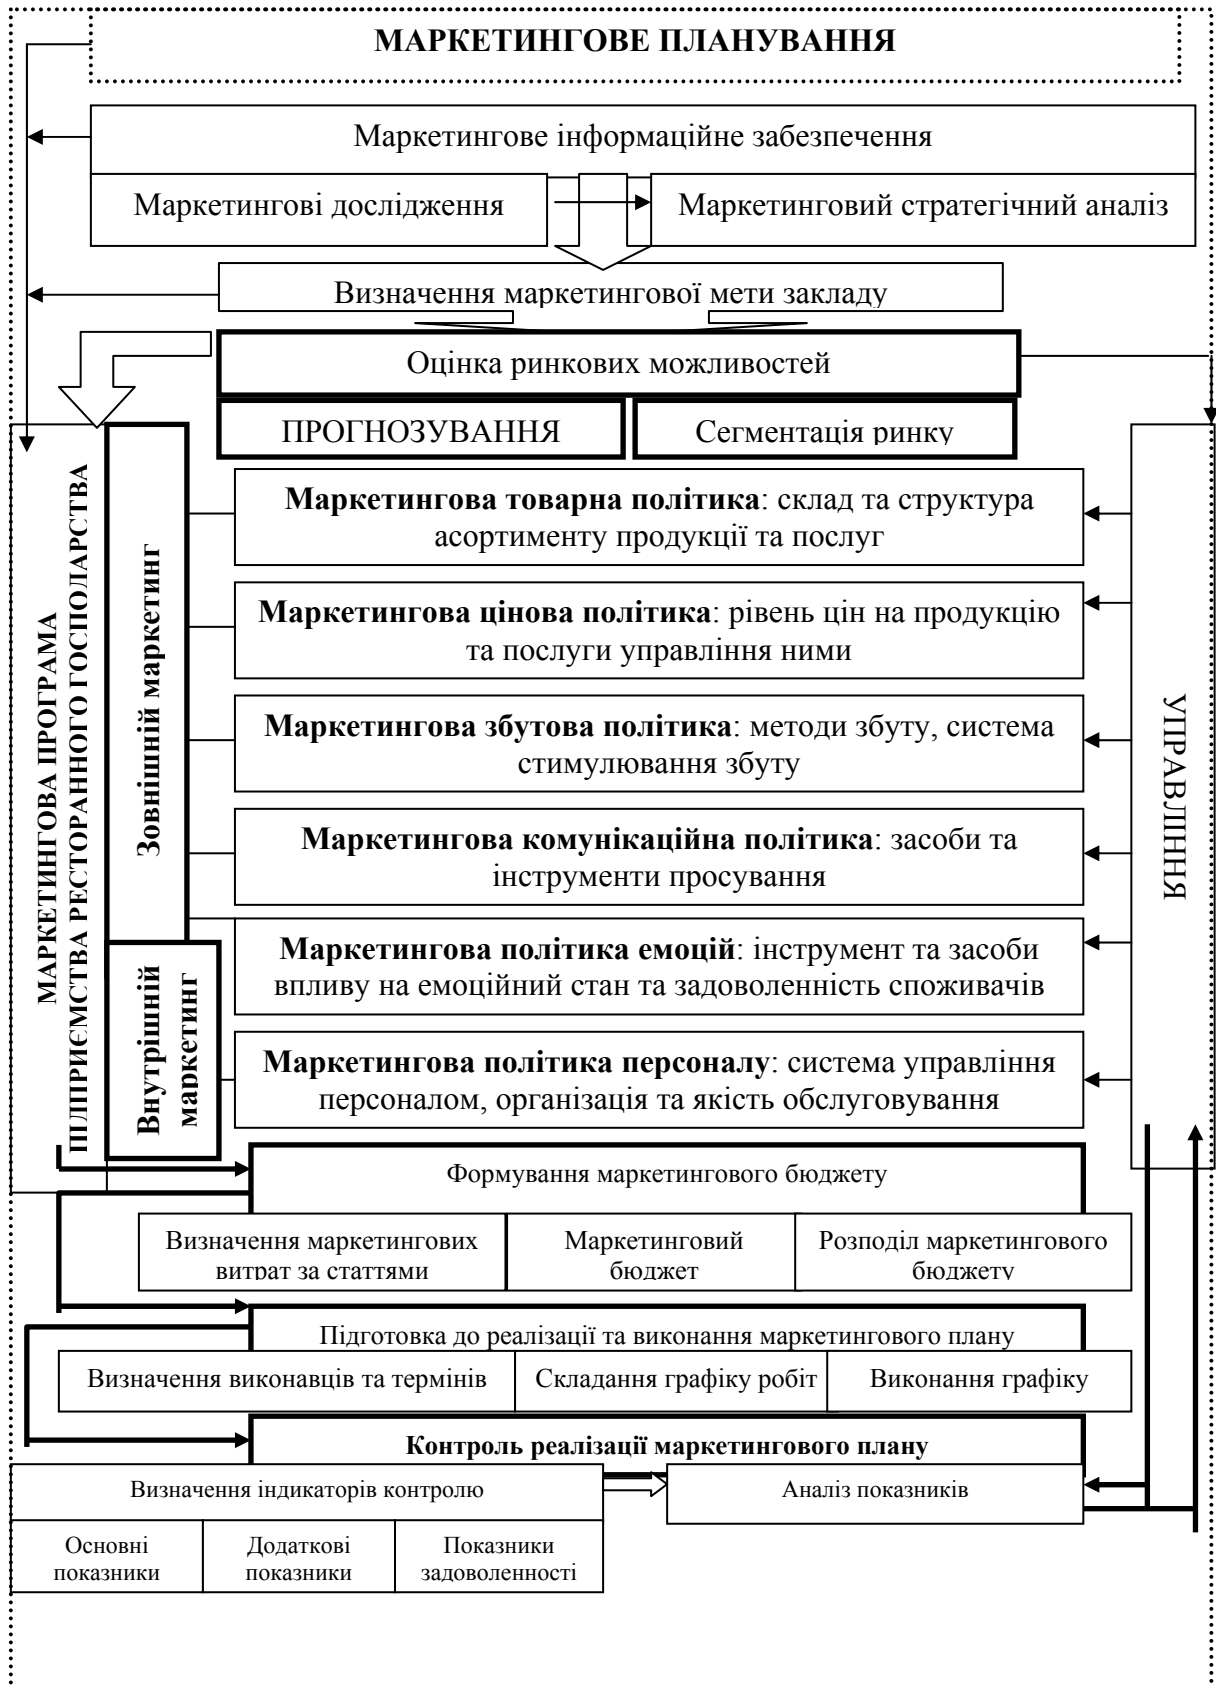 МАРКЕТИНГОВЕ ПЛАНУВАННЯ
Маркетингове інформаційне забезпечення
Маркетингові дослідження
Маркетинговий стратегічний аналіз
Визначення маркетингової мети закладу
Оцінка ринкових можливостей
ПРОГНОЗУВАННЯ
Сегментація ринку
МАРКЕТИНГОВА ПРОГРАМА
ПІДПРИЄМСТВА РЕСТОРАННОГО ГОСПОДАРСТВА
Зовнішній маркетинг
Внутрішній
маркетинг
Маркетингова товарна політика: склад та структура
асортименту продукції та послуг
Маркетингова цінова політика: рівень цін на продукцію
та послуги управління ними
Маркетингова збутова політика: методи збуту, система
стимулювання збуту
Маркетингова комунікаційна політика: засоби та
інструменти просування
Маркетингова політика емоцій: інструмент та засоби
впливу на емоційний стан та задоволенність споживачів
Маркетингова політика персоналу: система управління
персоналом, організація та якість обслуговування
УПРАВЛІННЯ
Формування маркетингового бюджету
Визначення маркетингових
витрат за статтями
Маркетинговий
бюджет
Розподіл маркетингового
бюджету
Підготовка до реалізації та виконання маркетингового плану
Визначення виконавців та термінів
Складання графіку робіт
Виконання графіку
Контроль реалізації маркетингового плану
Визначення індикаторів контролю
Аналіз показників
Основні
показники
Додаткові
показники
Показники
задоволенності